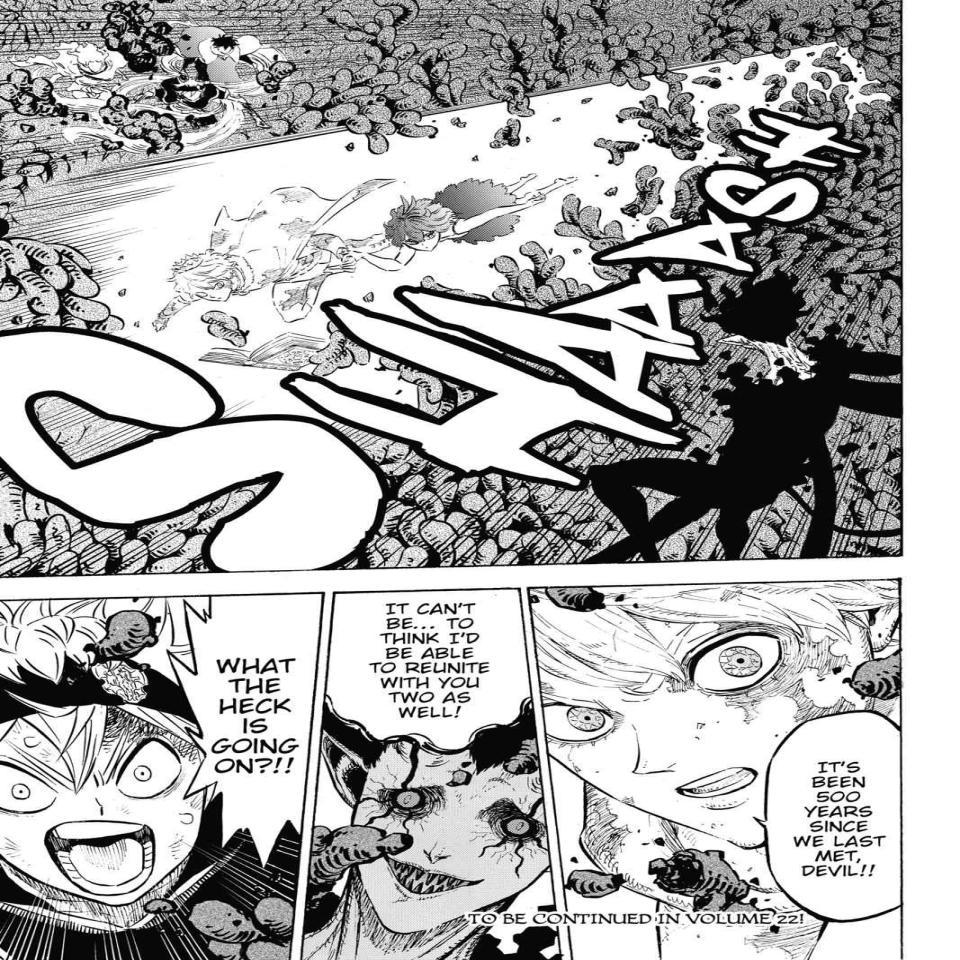 SHAAASH
IT'S
BEEN
500
YEARS
SINCE
WE LAST
MET,
DEVIL!!
IT CAN'T
BE... TO
THINK I'D
BE ABLE
TO REUNITE
WITH YOU
TWO AS
WELL!
WHAT
THE
HECK
IS
GOING
ON?!!
TO BE CONTINUED IN VOLUME 22!